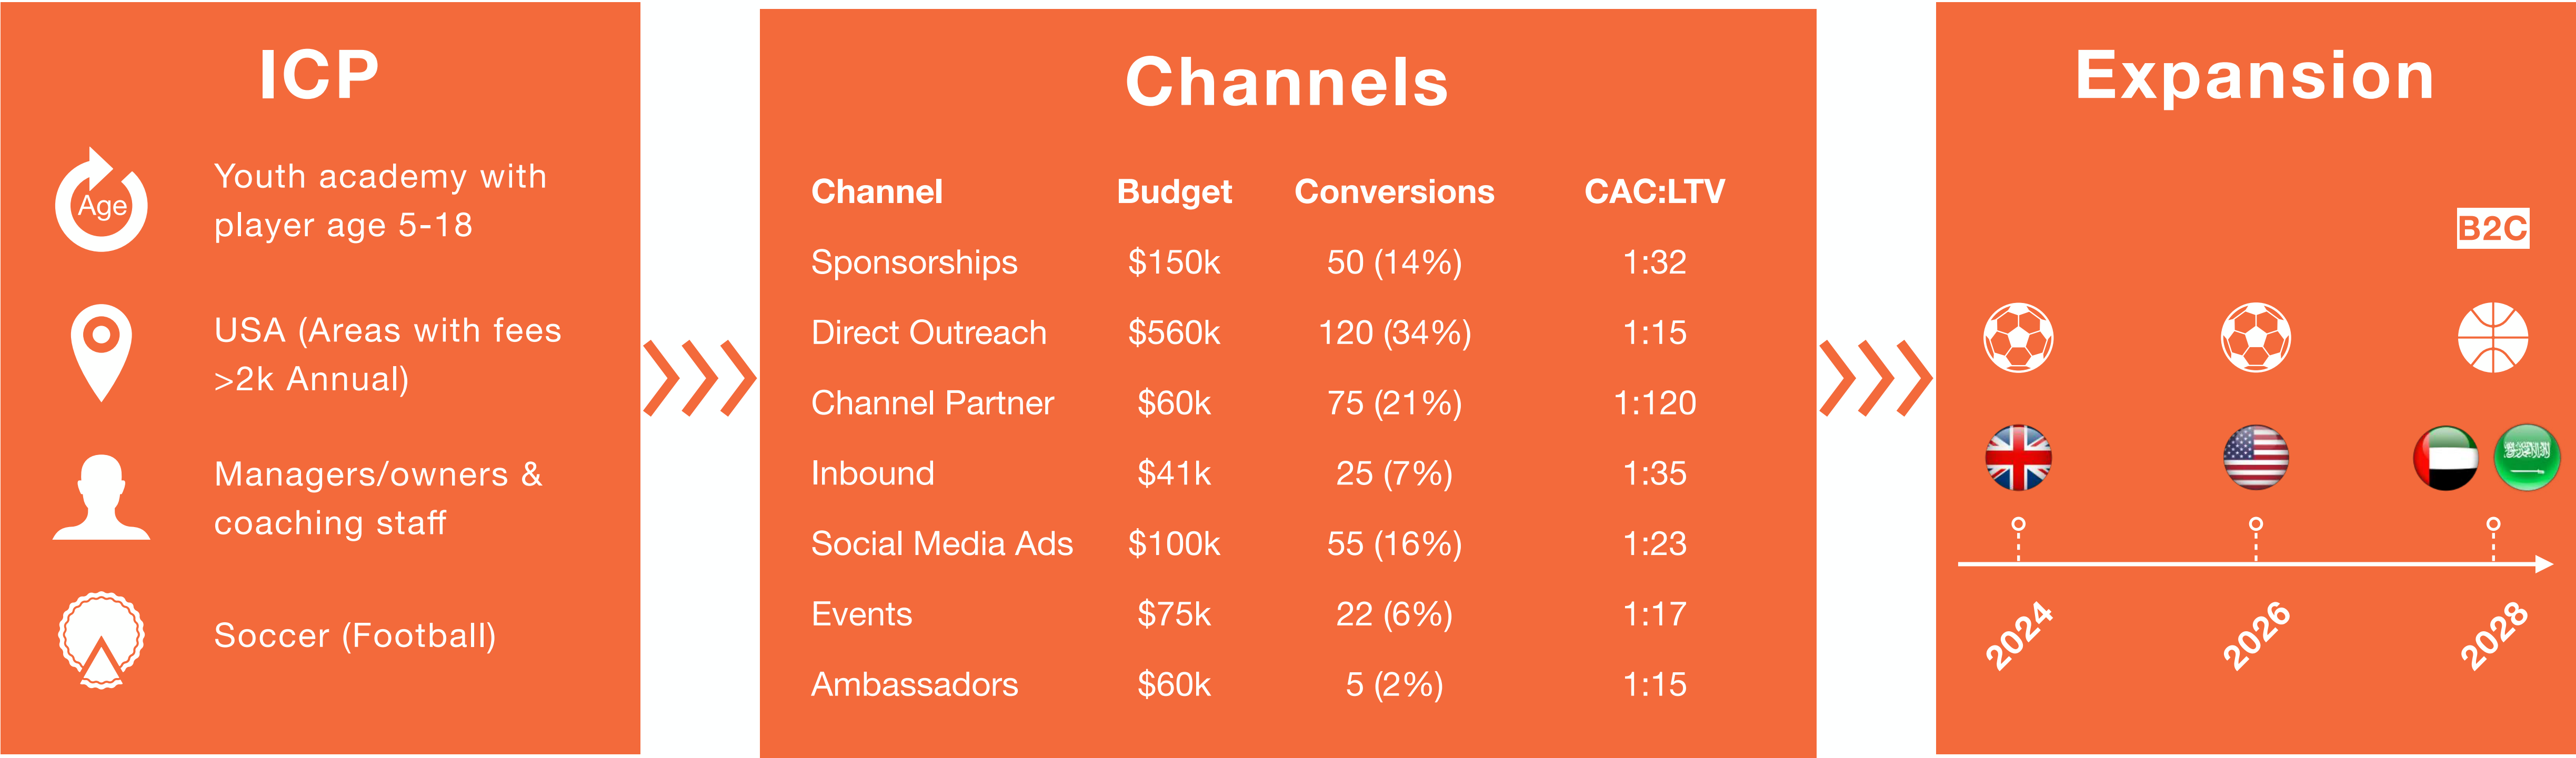 ICP
Age
Youth academy with
player age 5-18
USA (Areas with fees
>2k Annual)
Managers/owners &
coaching staff
Soccer (Football)
Channels
Channel Budget Conversions CAC:LTV
Sponsorships $150k 50 (14%) 1:32
Direct Outreach $560k 120 (34%) 1:15
Channel Partner $60k 75 (21%) 1:120
Inbound $41k 25 (7%) 1:35
Social Media Ads $100k 55 (16%) 1:23
Events $75k 22 (6%) 1:17
Ambassadors $60k 5 (2%) 1:15
Expansion
B2C
2024 2026 2028